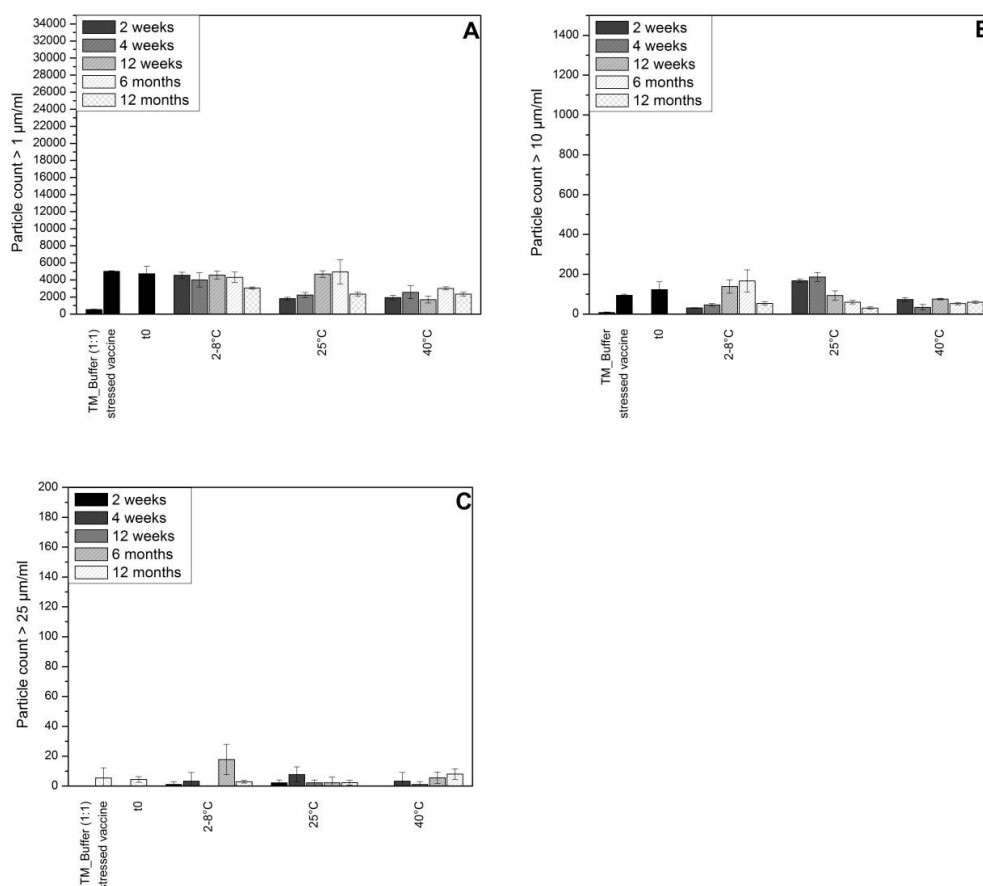 A
2 weeks
4 weeks
12 weeks
6 months
12 months
34000
32000
30000
28000
26000
24000
22000
20000
18000
16000
14000
12000
10000
8000
6000
4000
2000
0
Particle count > 1 µm/ml
TM_Buffer (1:1)
stressed vaccine
t0
2-8°C
25°C
40°C
2 weeks
4 weeks
12 weeks
6 months
12 months
1400
1200
1000
800
600
400
200
0
Particle count > 10 µm/ml
TM_Buffer
stressed vaccine
t0
2-8°C
25°C
40°C
C
2 weeks
4 weeks
12 weeks
6 months
12 months
200
180
160
140
120
100
80
60
40
20
0
Particle count > 25 µm/ml
TM_Buffer (1:1)
stressed vaccine
t0
2-8°C
25°C
40°C